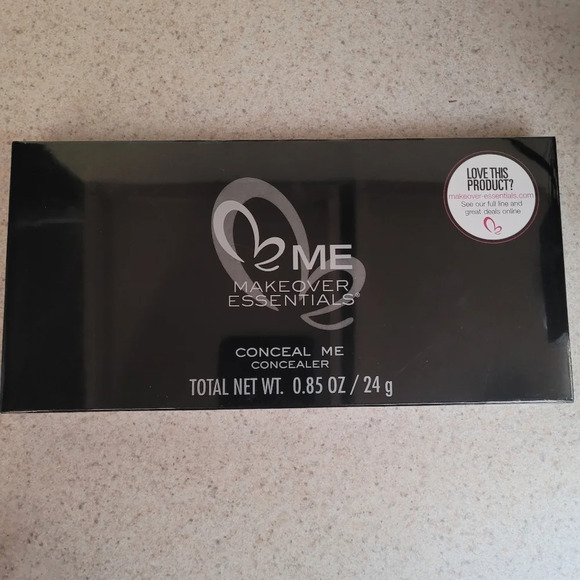 ME
MAKEOVER
ESSENTIALS®
CONCEAL ME
CONCEALER
TOTAL NET WT. 0.85 OZ / 24 g
LOVE THIS
PRODUCT?
makeover-essentials.com
See our full line and
great deals online